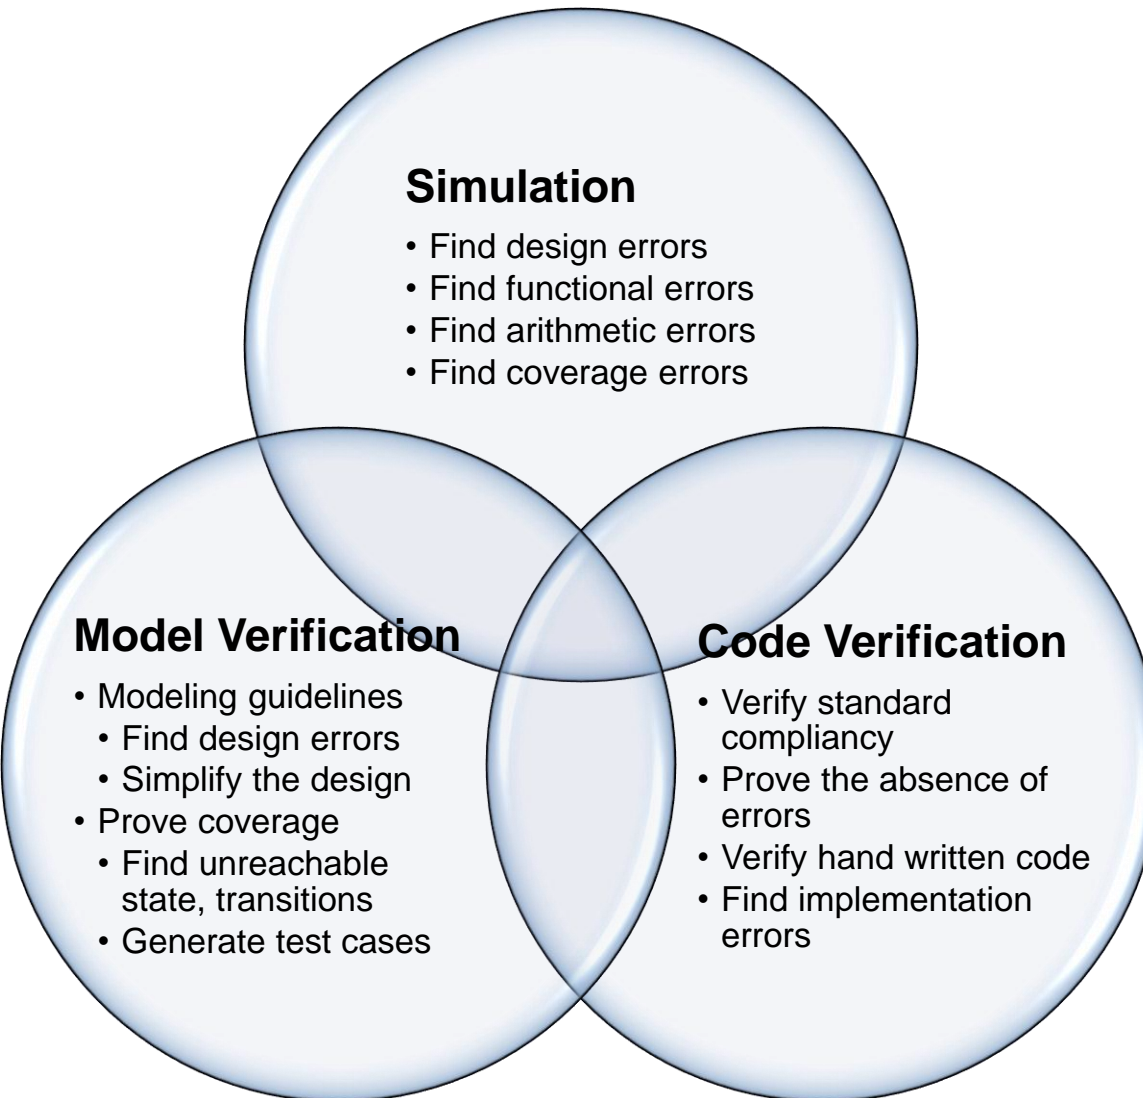 Simulation
• Find design errors
• Find functional errors
• Find arithmetic errors
• Find coverage errors
Model Verification
• Modeling guidelines
• Find design errors
• Simplify the design
• Prove coverage
• Find unreachable
state, transitions
• Generate test cases
Code Verification
• Verify standard
compliancy
• Prove the absence of
errors
• Verify hand written code
• Find implementation
errors